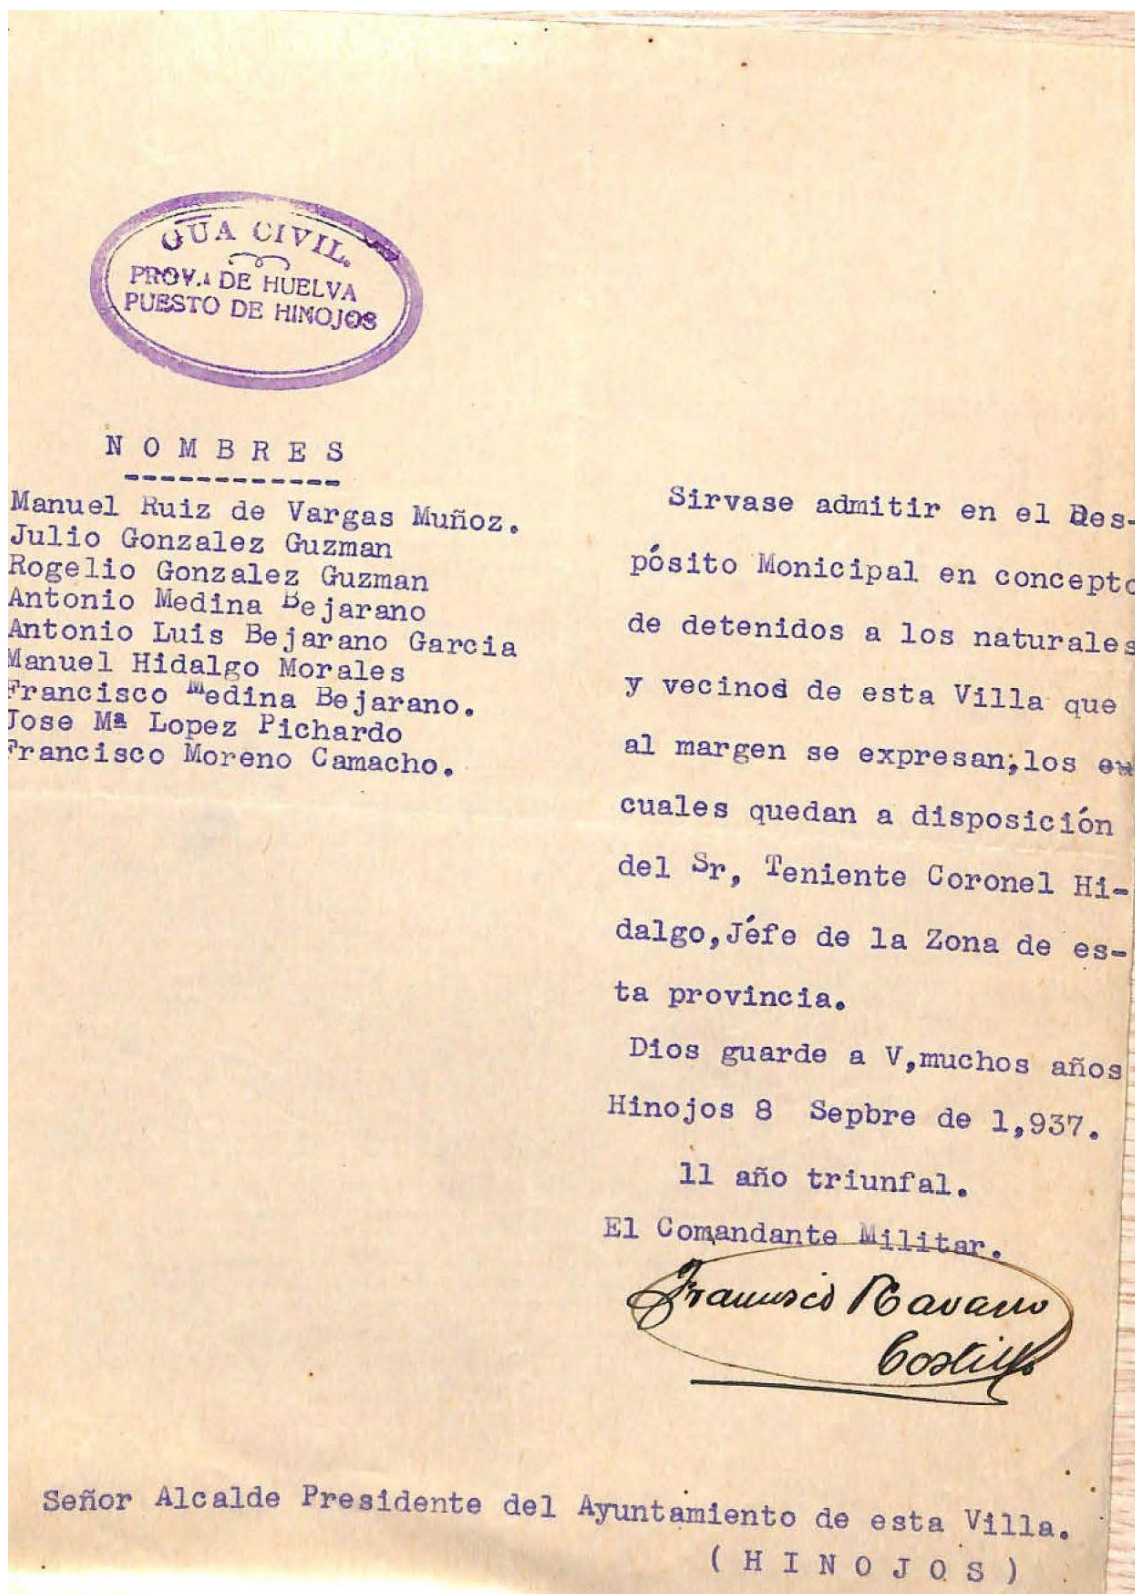 GUA CIVIL.
PROV.A DE HUELVA
PUESTO DE HINOJOS
N O M B R E S
------------
Manuel Ruiz de Vargas Muñoz.
Julio Gonzalez Guzman
Rogelio Gonzalez Guzman
Antonio Medina Bejarano
Antonio Luis Bejarano Garcia
Manuel Hidalgo Morales
Francisco Medina Bejarano.
Jose Mª Lopez Pichardo
Francisco Moreno Camacho.
Sirvase admitir en el Des-
pósito Monicipal en concepto
de detenidos a los naturales
y vecinos de esta Villa que
al margen se expresan;los
cuales quedan a disposición
del Sr, Teniente Coronel Hi-
dalgo,Jéfe de la Zona de es-
ta provincia.
Dios guarde a V,muchos años
Hinojos 8 Sepbre de 1,937.
11 año triunfal.
El Comandante Militar.
Francisco Navarro
Costilla
Señor Alcalde Presidente del Ayuntamiento de esta Villa.
( H I N O J O S )